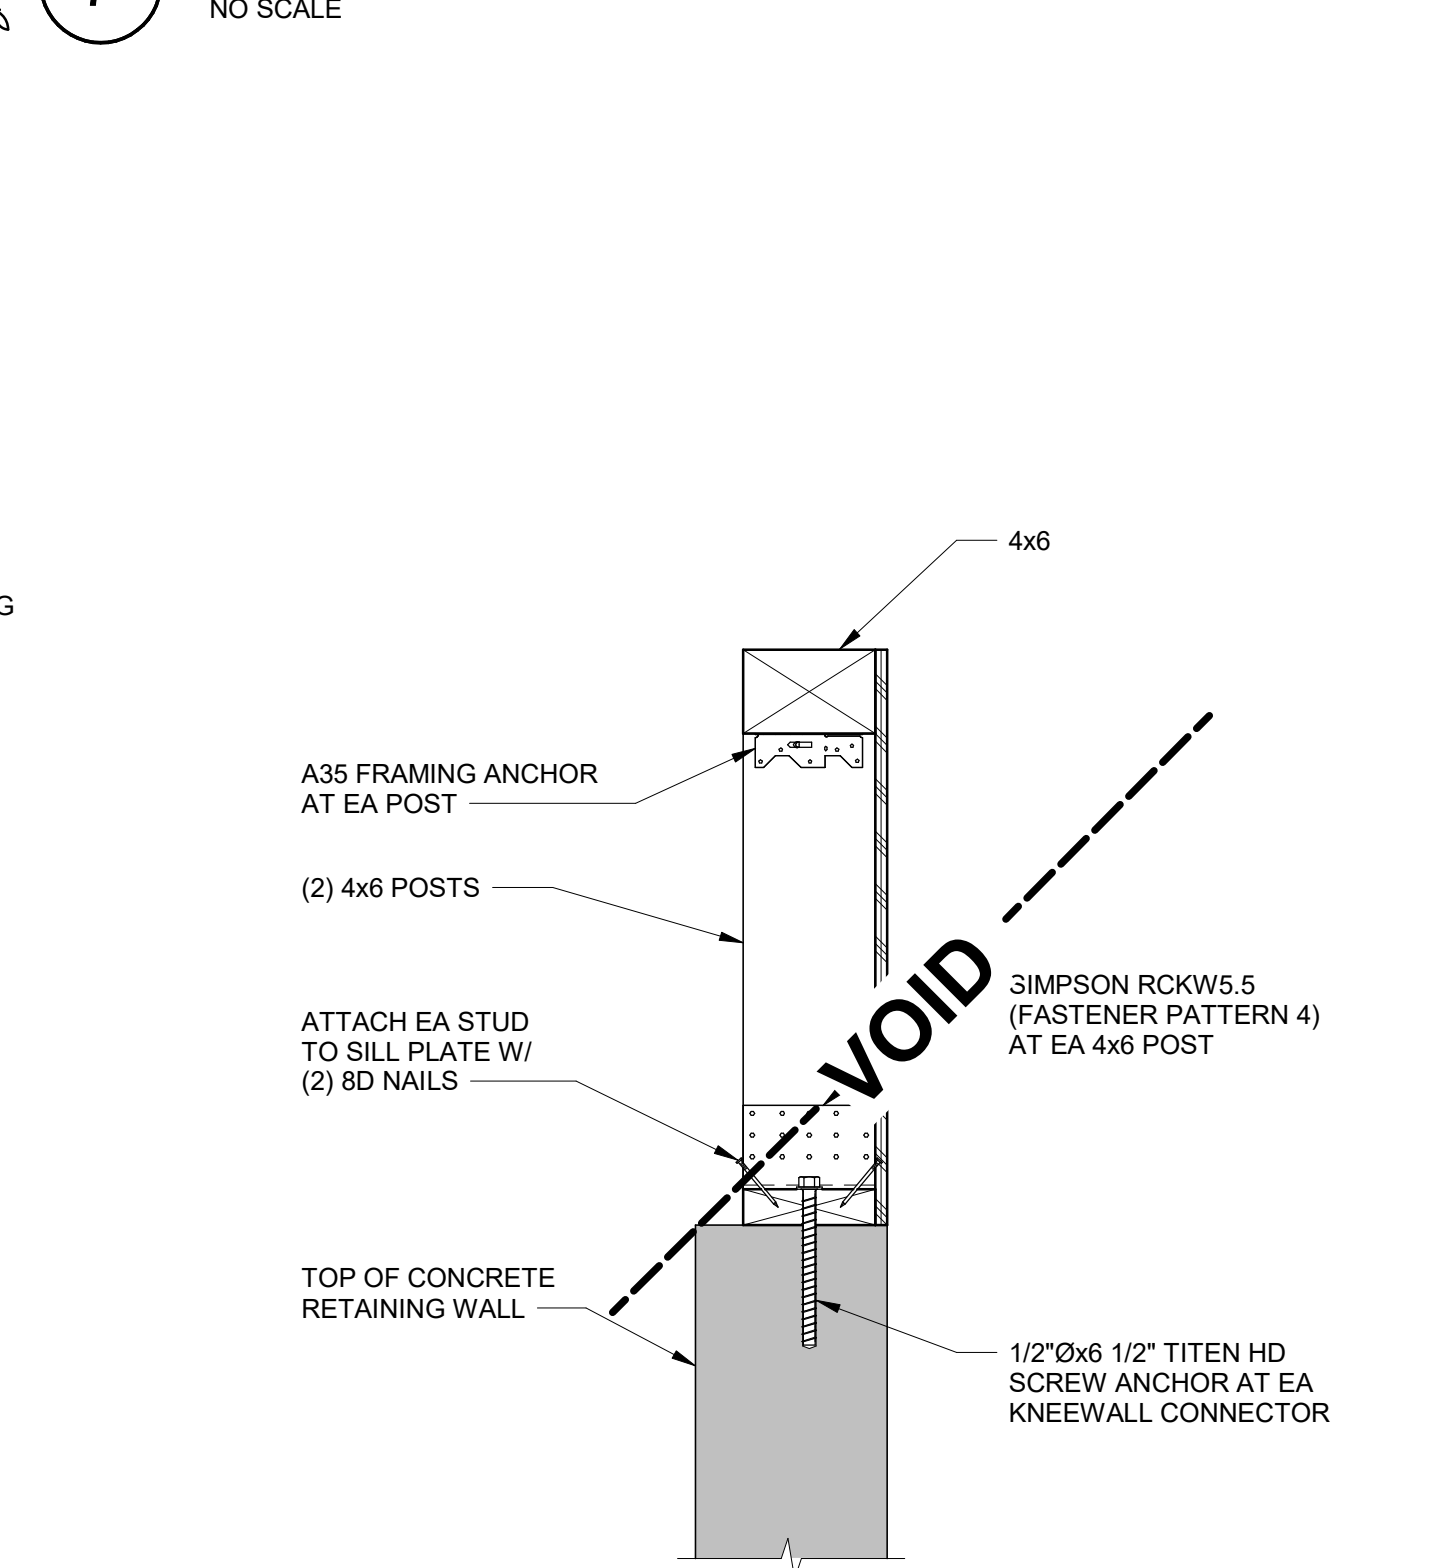 NO SCALE
4x6
G
A35 FRAMING ANCHOR
AT EA POST
(2) 4x6 POSTS
ATTACH EA STUD
TO SILL PLATE W/
(2) 8D NAILS
VOID
SIMPSON RCKW5.5
(FASTENER PATTERN 4)
AT EA 4x6 POST
TOP OF CONCRETE
RETAINING WALL
1/2"Øx6 1/2" TITEN HD
SCREW ANCHOR AT EA
KNEEWALL CONNECTOR